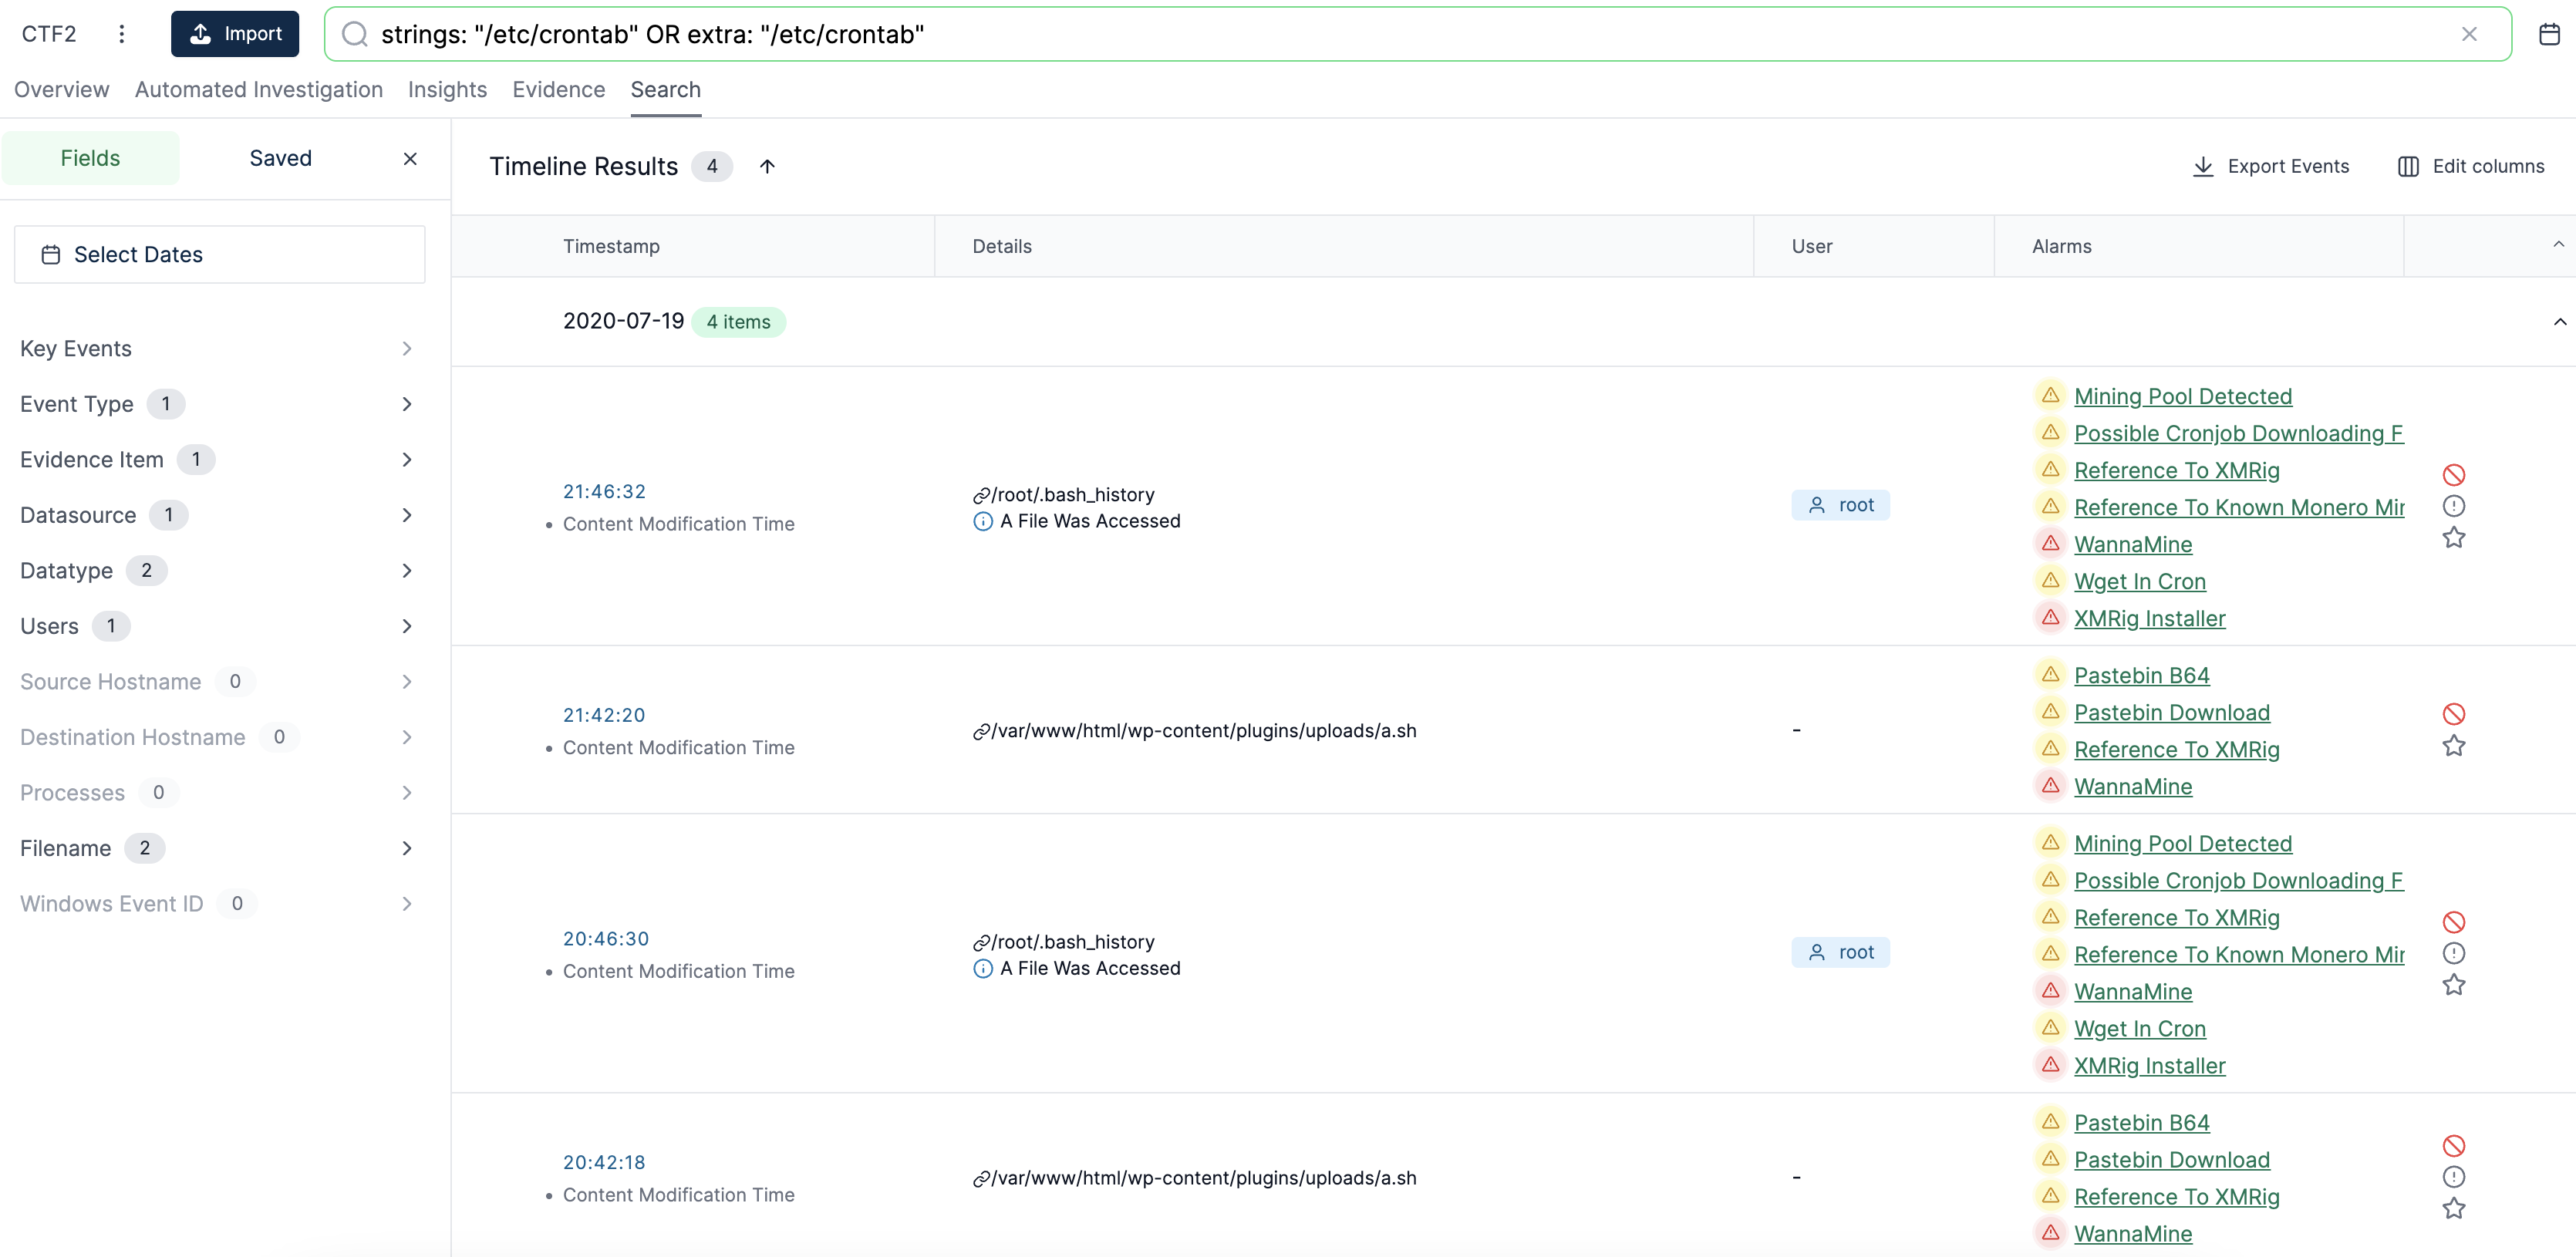 CTF2
Import
strings: "/etc/crontab" OR extra: "/etc/crontab"
Overview Automated Investigation Insights Evidence Search
Fields Saved
Select Dates
Key Events
Event Type 1
Evidence Item 1
Datasource 1
Datatype 2
Users 1
Source Hostname 0
Destination Hostname 0
Processes 0
Filename 2
Windows Event ID 0
Timeline Results 4
Export Events Edit columns
Timestamp Details User Alarms
2020-07-19 4 items
21:46:32
• Content Modification Time
/root/.bash_history
A File Was Accessed
root
Mining Pool Detected
Possible Cronjob Downloading F
Reference To XMRig
Reference To Known Monero Mir
WannaMine
Wget In Cron
XMRig Installer
21:42:20
• Content Modification Time
/var/www/html/wp-content/plugins/uploads/a.sh
-
Pastebin B64
Pastebin Download
Reference To XMRig
WannaMine
20:46:30
• Content Modification Time
/root/.bash_history
A File Was Accessed
root
Mining Pool Detected
Possible Cronjob Downloading F
Reference To XMRig
Reference To Known Monero Mir
WannaMine
Wget In Cron
XMRig Installer
20:42:18
• Content Modification Time
/var/www/html/wp-content/plugins/uploads/a.sh
-
Pastebin B64
Pastebin Download
Reference To XMRig
WannaMine